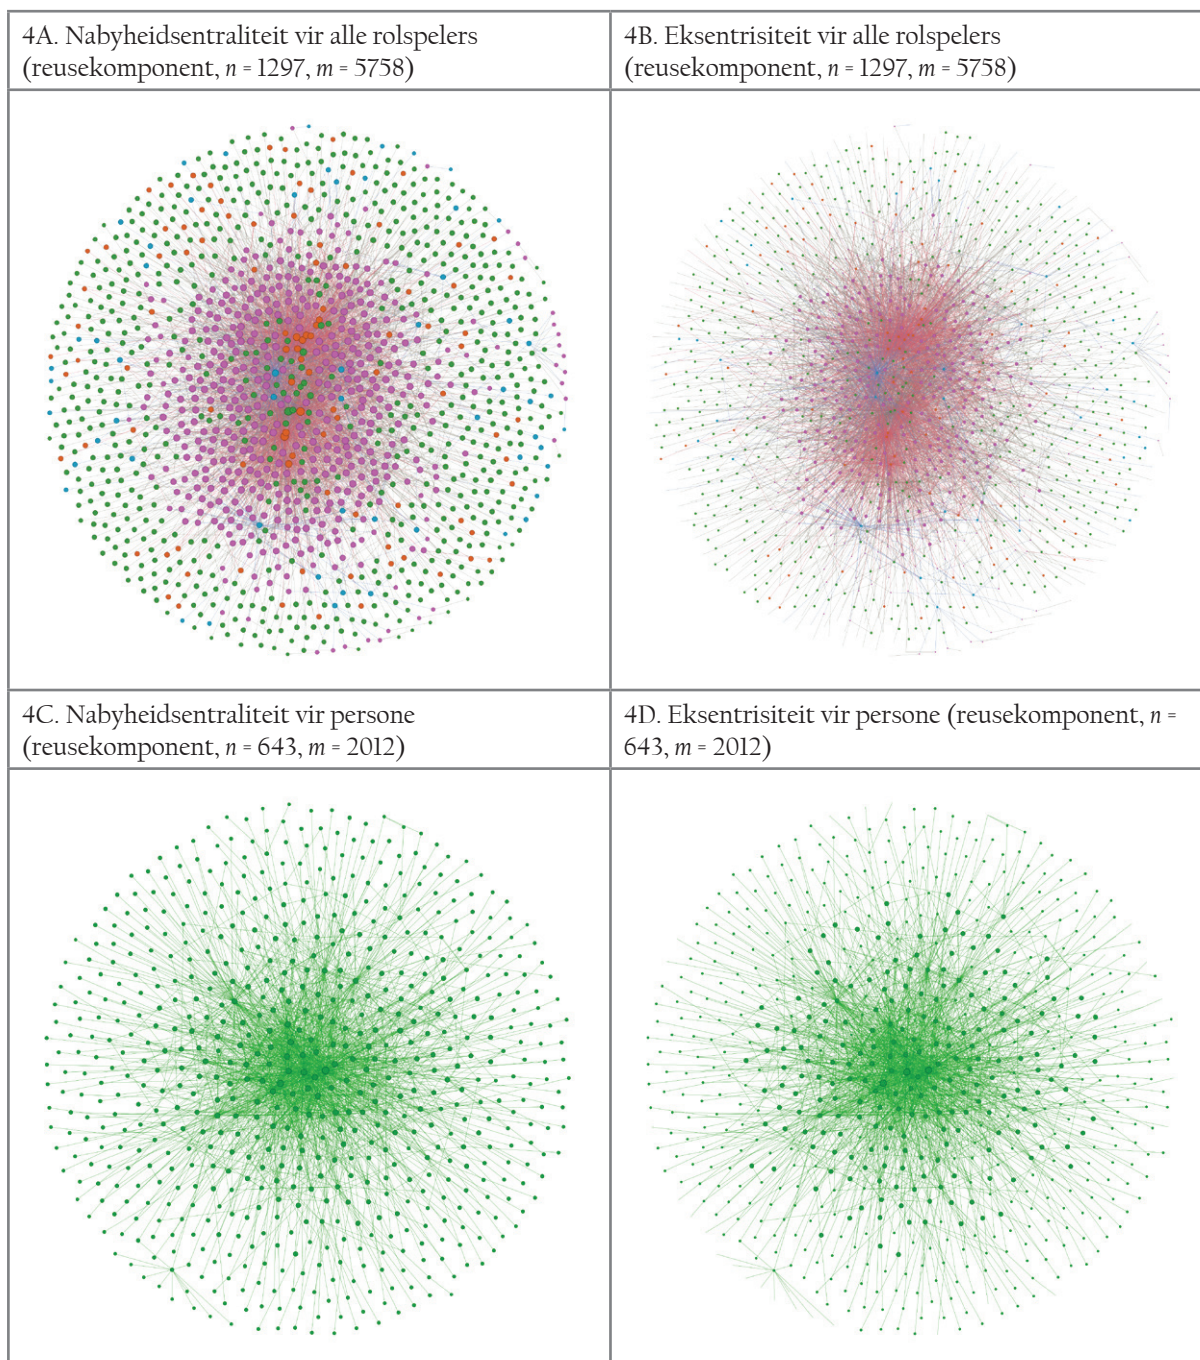 4A. Nabyheidsentraliteit vir alle rolspelers
(reusekomponent, n = 1297, m = 5758)
4B. Eksentrisiteit vir alle rolspelers
(reusekomponent, n = 1297, m = 5758)
4C. Nabyheidsentraliteit vir persone
(reusekomponent, n = 643, m = 2012)
4D. Eksentrisiteit vir persone (reusekomponent, n =
643, m = 2012)